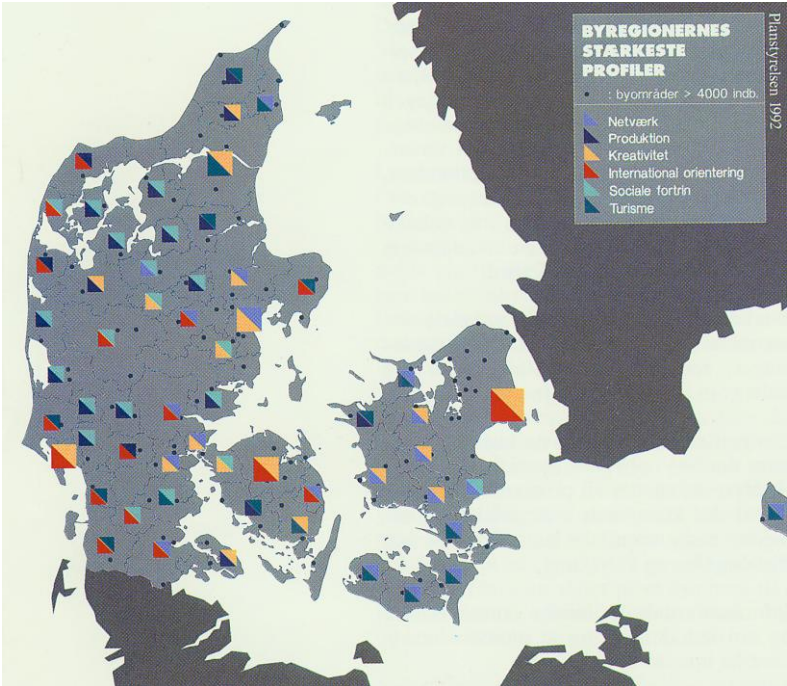 BYREGIONERNES
STÆRKESTE
PROFILER
: byområder > 4000 indb.
Netværk
Produktion
Kreativitet
International orientering
Sociale fortrin
Turisme
Planstyrelsen 1992